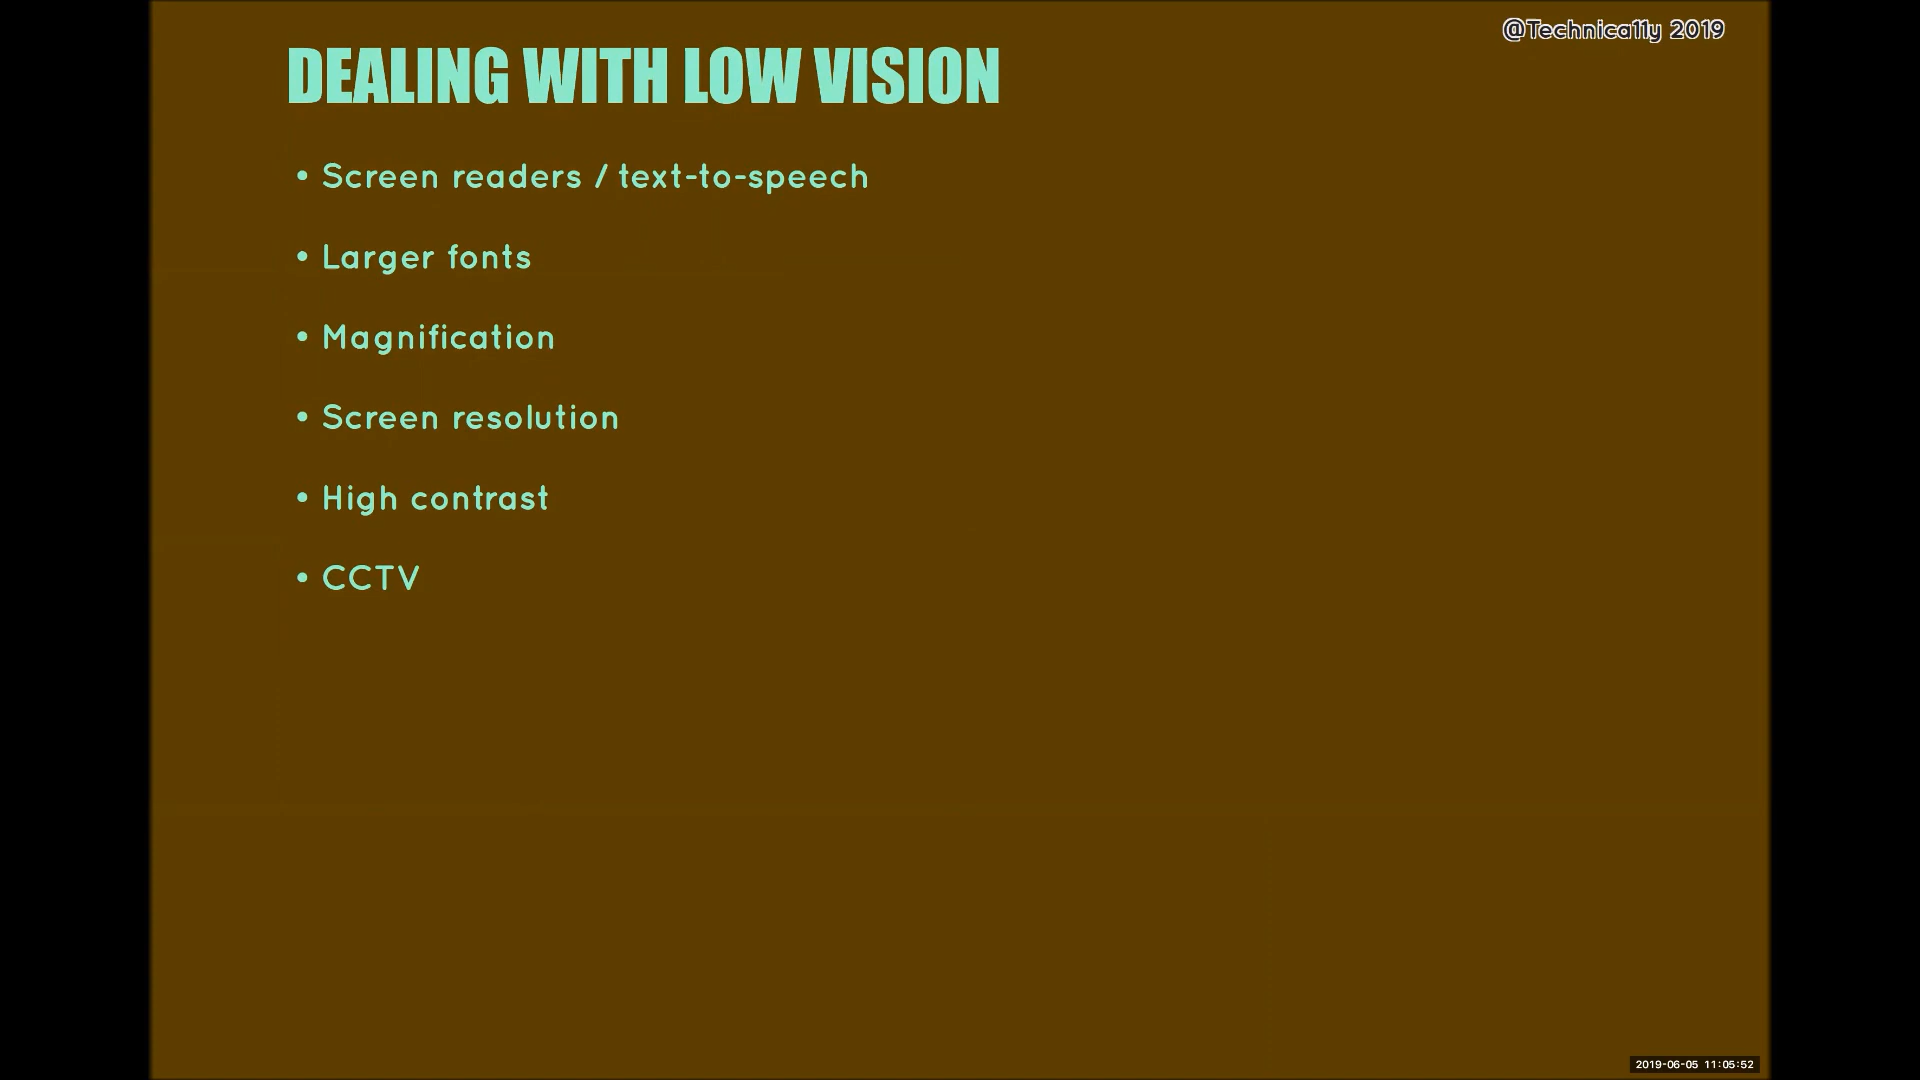 @Technica11y 2019
DEALING WITH LOW VISION
• Screen readers / text-to-speech
• Larger fonts
• Magnification
• Screen resolution
• High contrast
• CCTV
2019-06-05 11:05:52